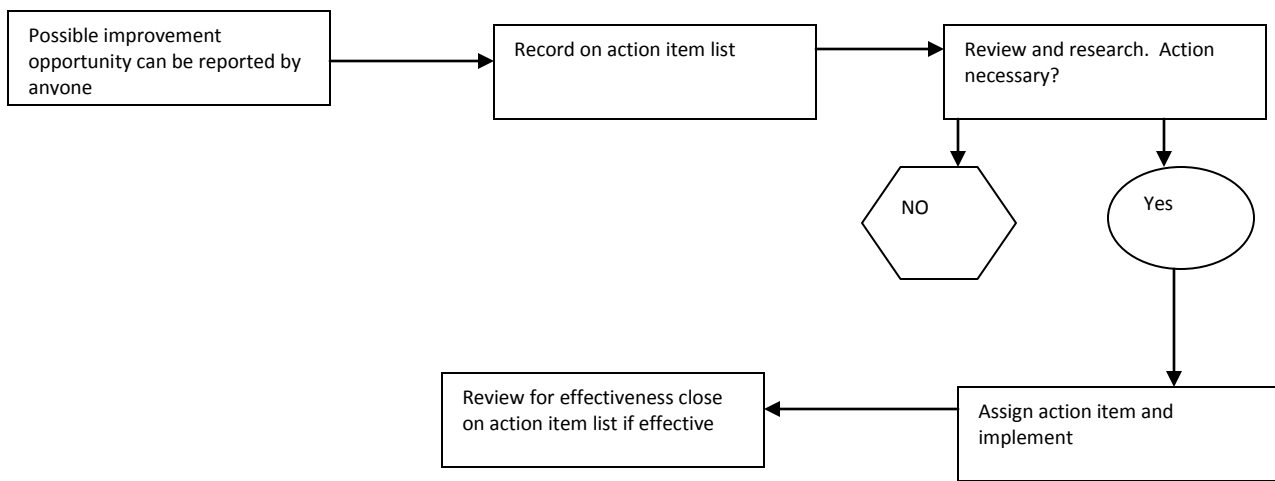 Possible improvement
opportunity can be reported by
anyone
Record on action item list
Review and research.  Action
necessary?
NO
Yes
Assign action item and
implement
Review for effectiveness close
on action item list if effective